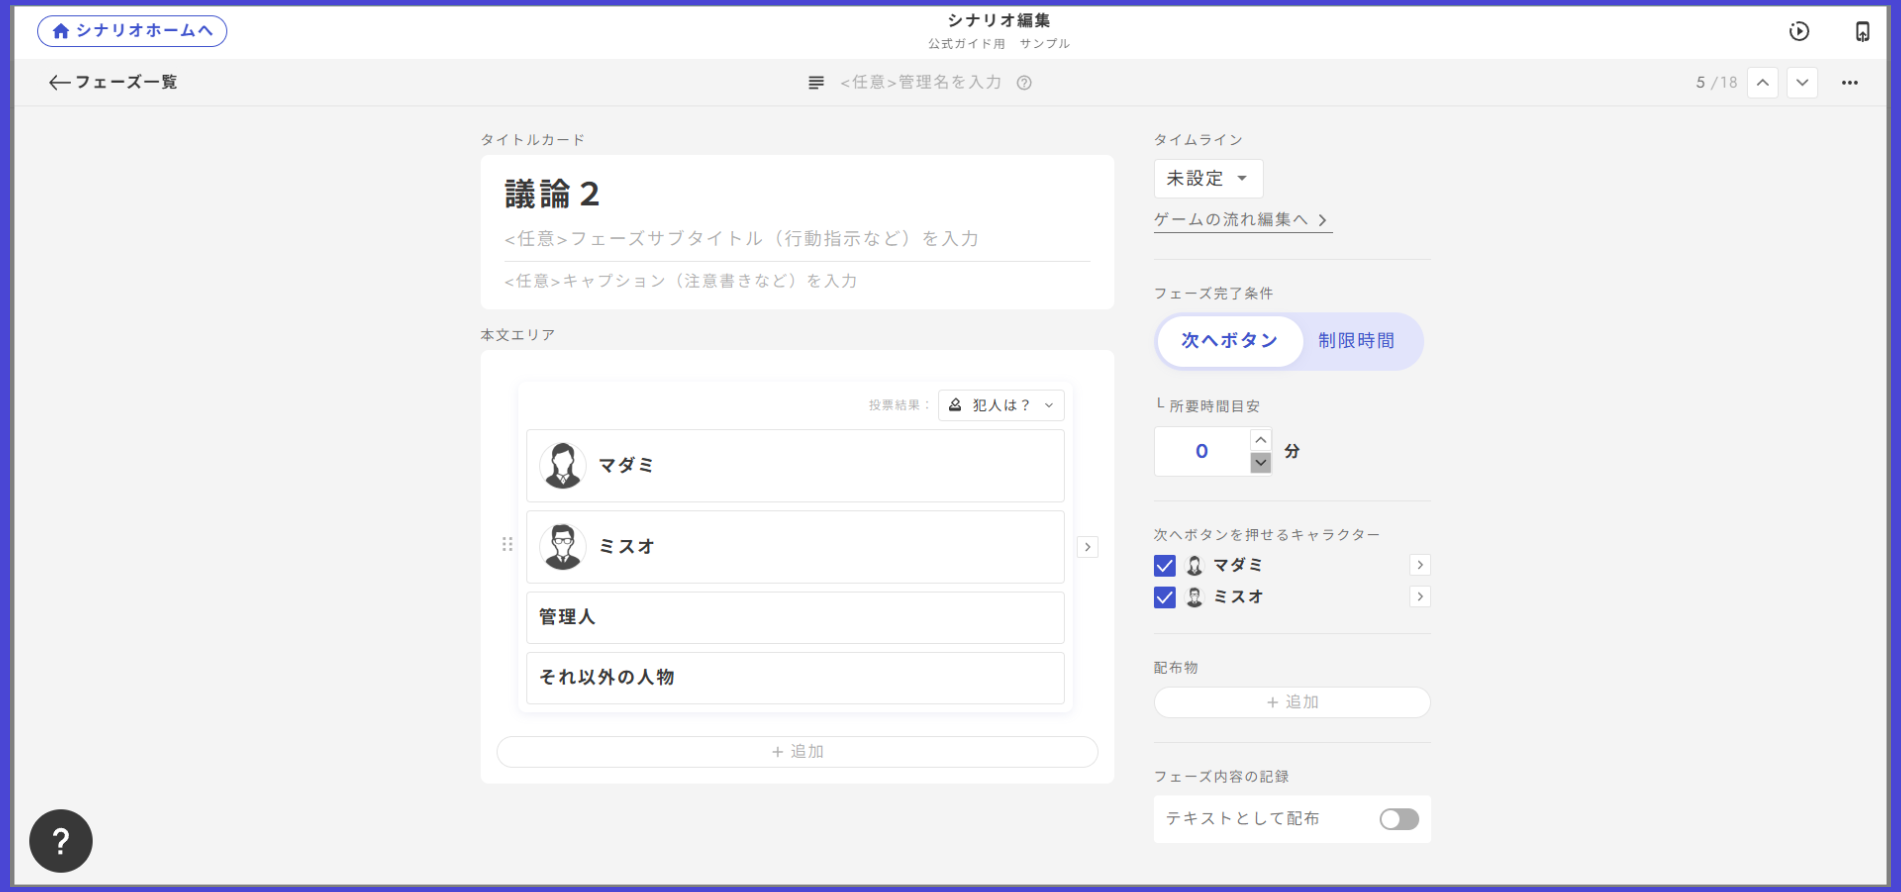 シナリオホームへ
シナリオ編集
公式ガイド用 サンプル
フェーズ一覧
<任意>管理名を入力
5 /18
タイトルカード
議論２
<任意>フェーズサブタイトル（行動指示など）を入力
<任意>キャプション（注意書きなど）を入力
本文エリア
投票結果：
犯人は？
マダミ
ミスオ
管理人
それ以外の人物
+ 追加
タイムライン
未設定
ゲームの流れ編集へ
フェーズ完了条件
次へボタン
制限時間
└ 所要時間目安
0 分
次へボタンを押せるキャラクター
マダミ
ミスオ
配布物
+ 追加
フェーズ内容の記録
テキストとして配布
?